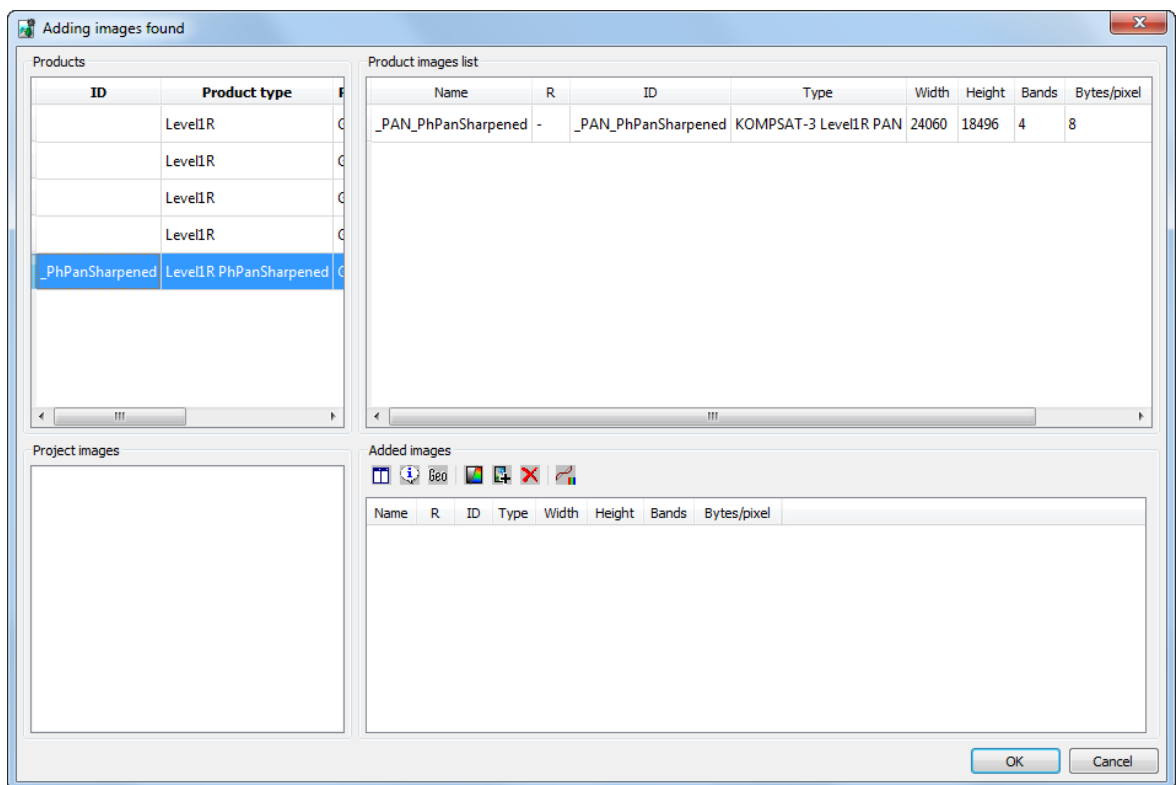 Adding images found
Products
ID Product type
Level1R
Level1R
Level1R
Level1R
_PhPanSharpened Level1R PhPanSharpened
Product images list
Name R ID Type Width Height Bands Bytes/pixel
_PAN_PhPanSharpened - _PAN_PhPanSharpened KOMPSAT-3 Level1R PAN 24060 18496 4 8
Project images
Added images
Geo
Name R ID Type Width Height Bands Bytes/pixel
OK Cancel